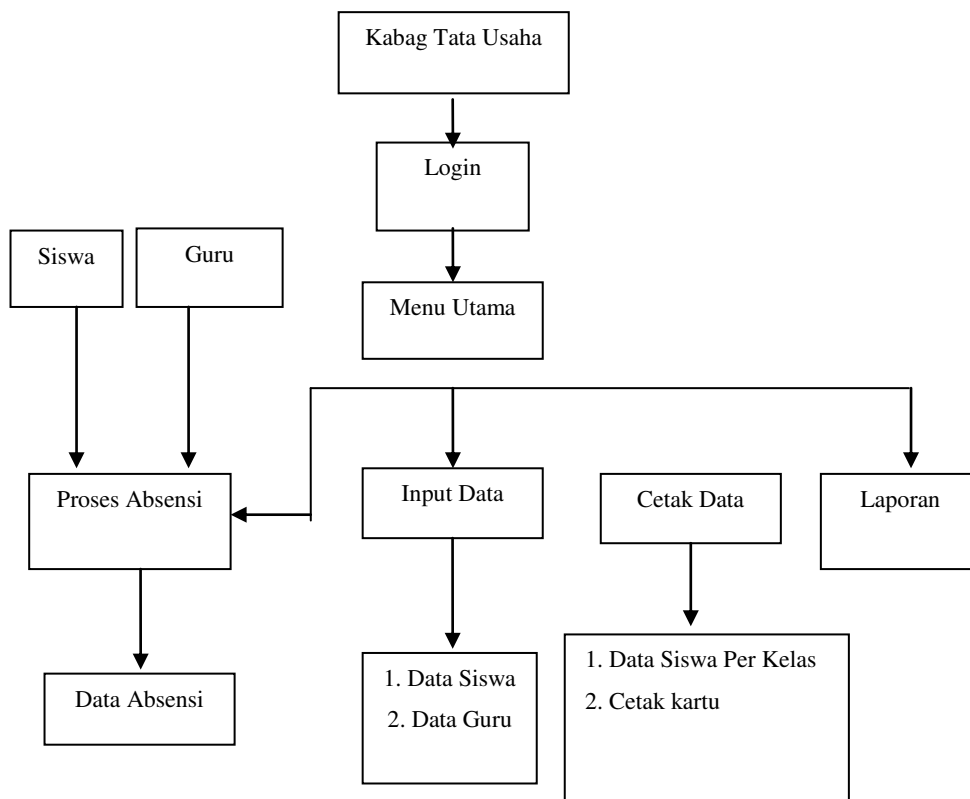 Kabag Tata Usaha
Login
Siswa
Guru
Menu Utama
Proses Absensi
Input Data
Cetak Data
Laporan
Data Absensi
1. Data Siswa
2. Data Guru
1. Data Siswa Per Kelas
2. Cetak kartu